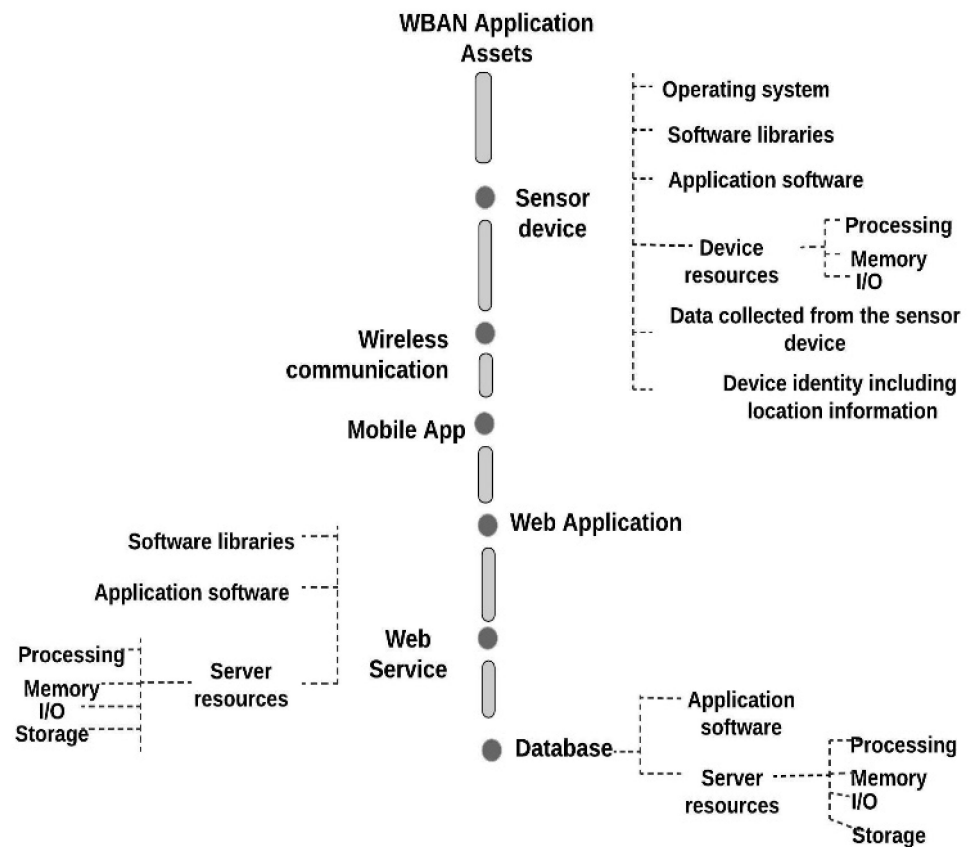 WBAN Application
Assets
Operating system
Software libraries
Application software
Sensor
device
Device
resources
Processing
Memory
I/O
Data collected from the sensor
device
Device identity including
location information
Wireless
communication
Mobile App
Web Application
Software libraries
Application software
Web
Service
Server
resources
Processing
Memory
I/O
Storage
Database
Application
software
Server
resources
Processing
Memory
I/O
Storage